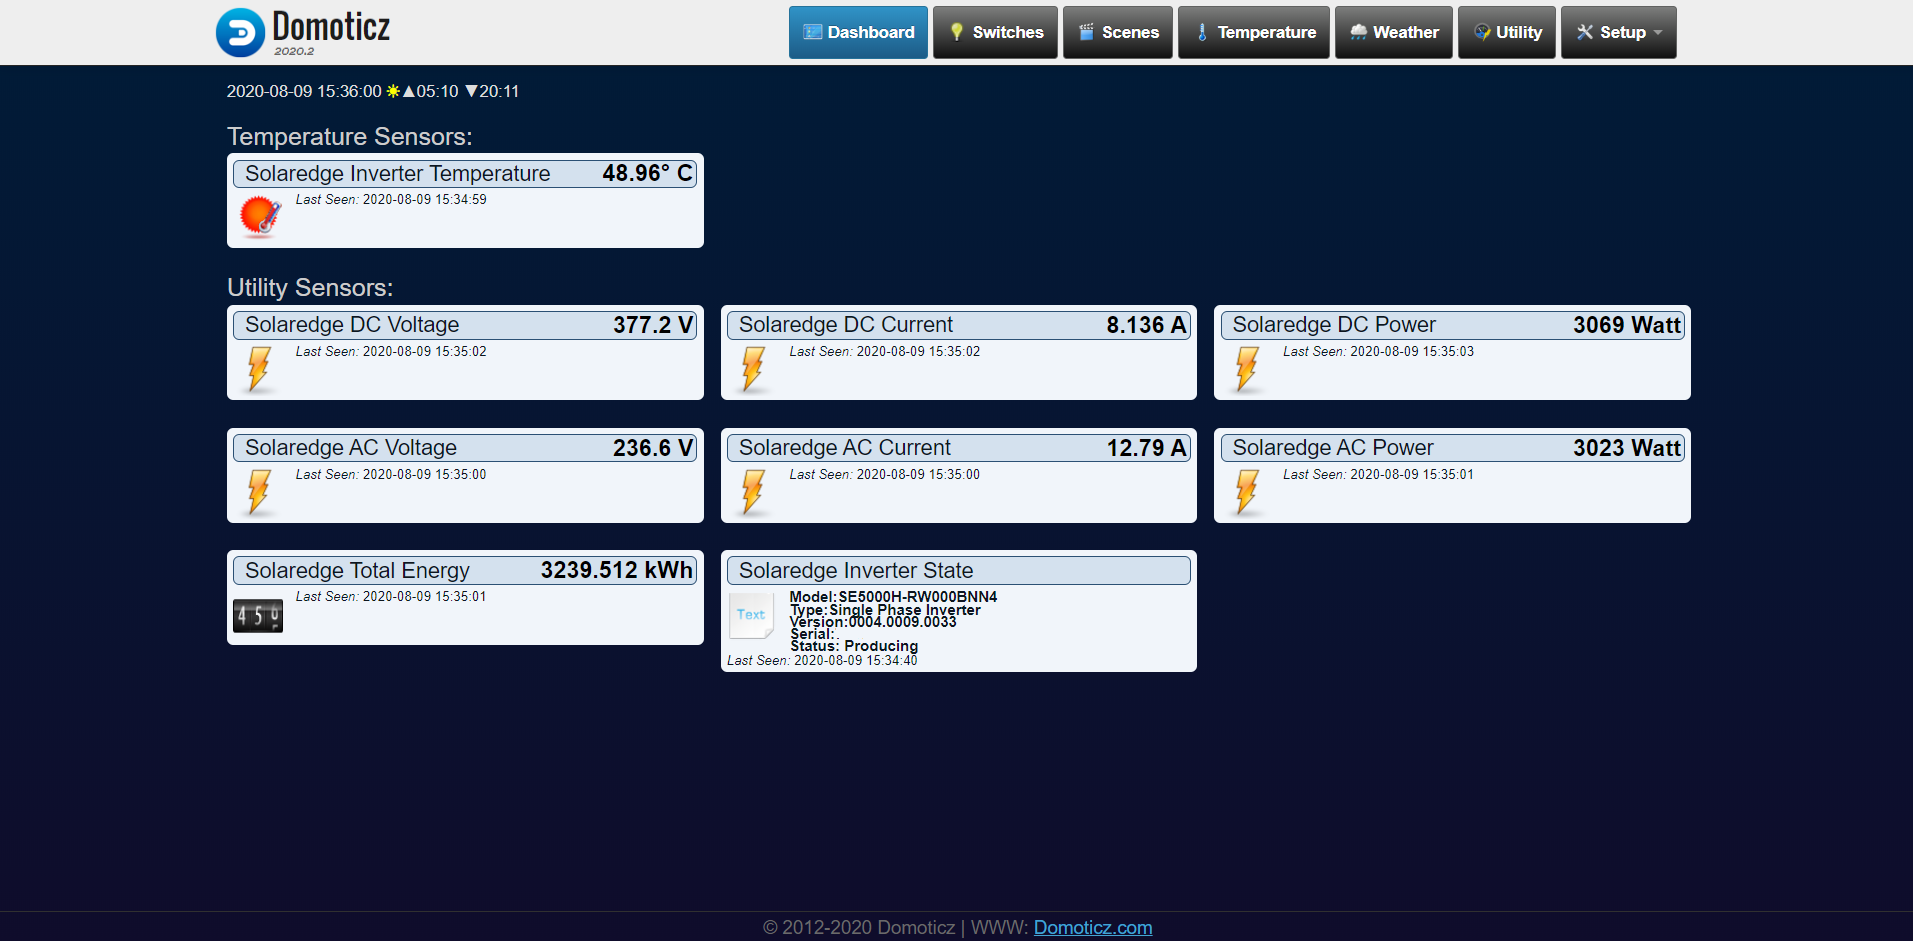 Domoticz
2020.2
Dashboard
Switches
Scenes
Temperature
Weather
Utility
Setup
2020-08-09 15:36:00 ☀▲05:10 ▼20:11
Temperature Sensors:
Solaredge Inverter Temperature 48.96° C
Last Seen: 2020-08-09 15:34:59
Utility Sensors:
Solaredge DC Voltage 377.2 V
Last Seen: 2020-08-09 15:35:02
Solaredge DC Current 8.136 A
Last Seen: 2020-08-09 15:35:02
Solaredge DC Power 3069 Watt
Last Seen: 2020-08-09 15:35:03
Solaredge AC Voltage 236.6 V
Last Seen: 2020-08-09 15:35:00
Solaredge AC Current 12.79 A
Last Seen: 2020-08-09 15:35:00
Solaredge AC Power 3023 Watt
Last Seen: 2020-08-09 15:35:01
Solaredge Total Energy 3239.512 kWh
Last Seen: 2020-08-09 15:35:01
Solaredge Inverter State
Text
Model:SE5000H-RW000BNN4
Type:Single Phase Inverter
Version:0004.0009.0033
Serial:.
Status: Producing
Last Seen: 2020-08-09 15:34:40
© 2012-2020 Domoticz | WWW: Domoticz.com